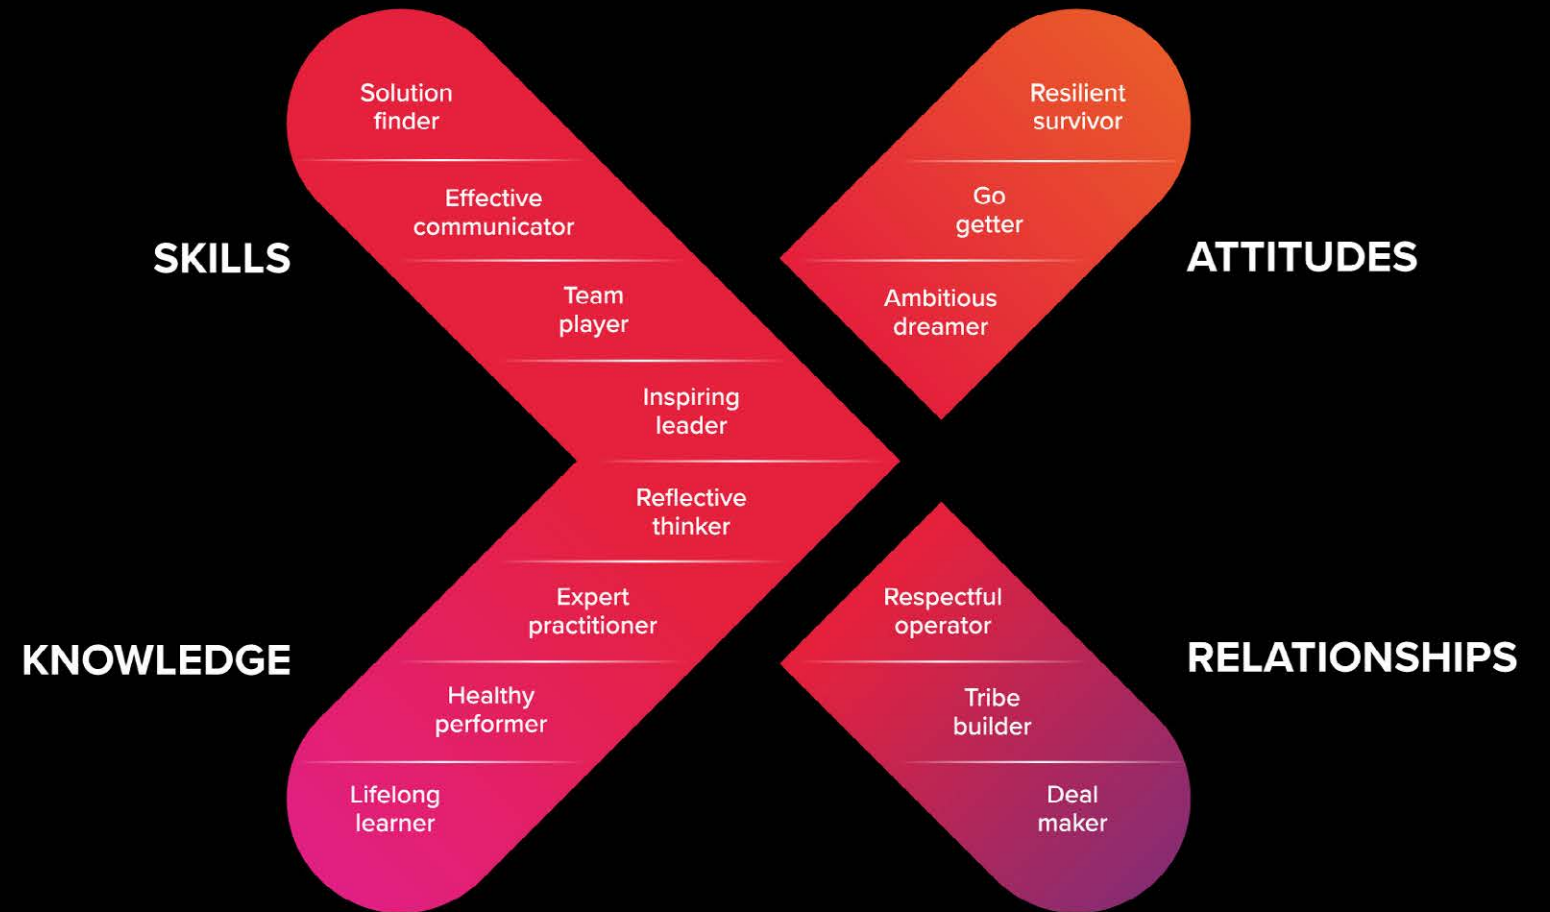 SKILLS
Solution
finder
Effective
communicator
Team
player
Inspiring
leader
KNOWLEDGE
Reflective
thinker
Expert
practitioner
Healthy
performer
Lifelong
learner
ATTITUDES
Resilient
survivor
Go
getter
Ambitious
dreamer
RELATIONSHIPS
Respectful
operator
Tribe
builder
Deal
maker